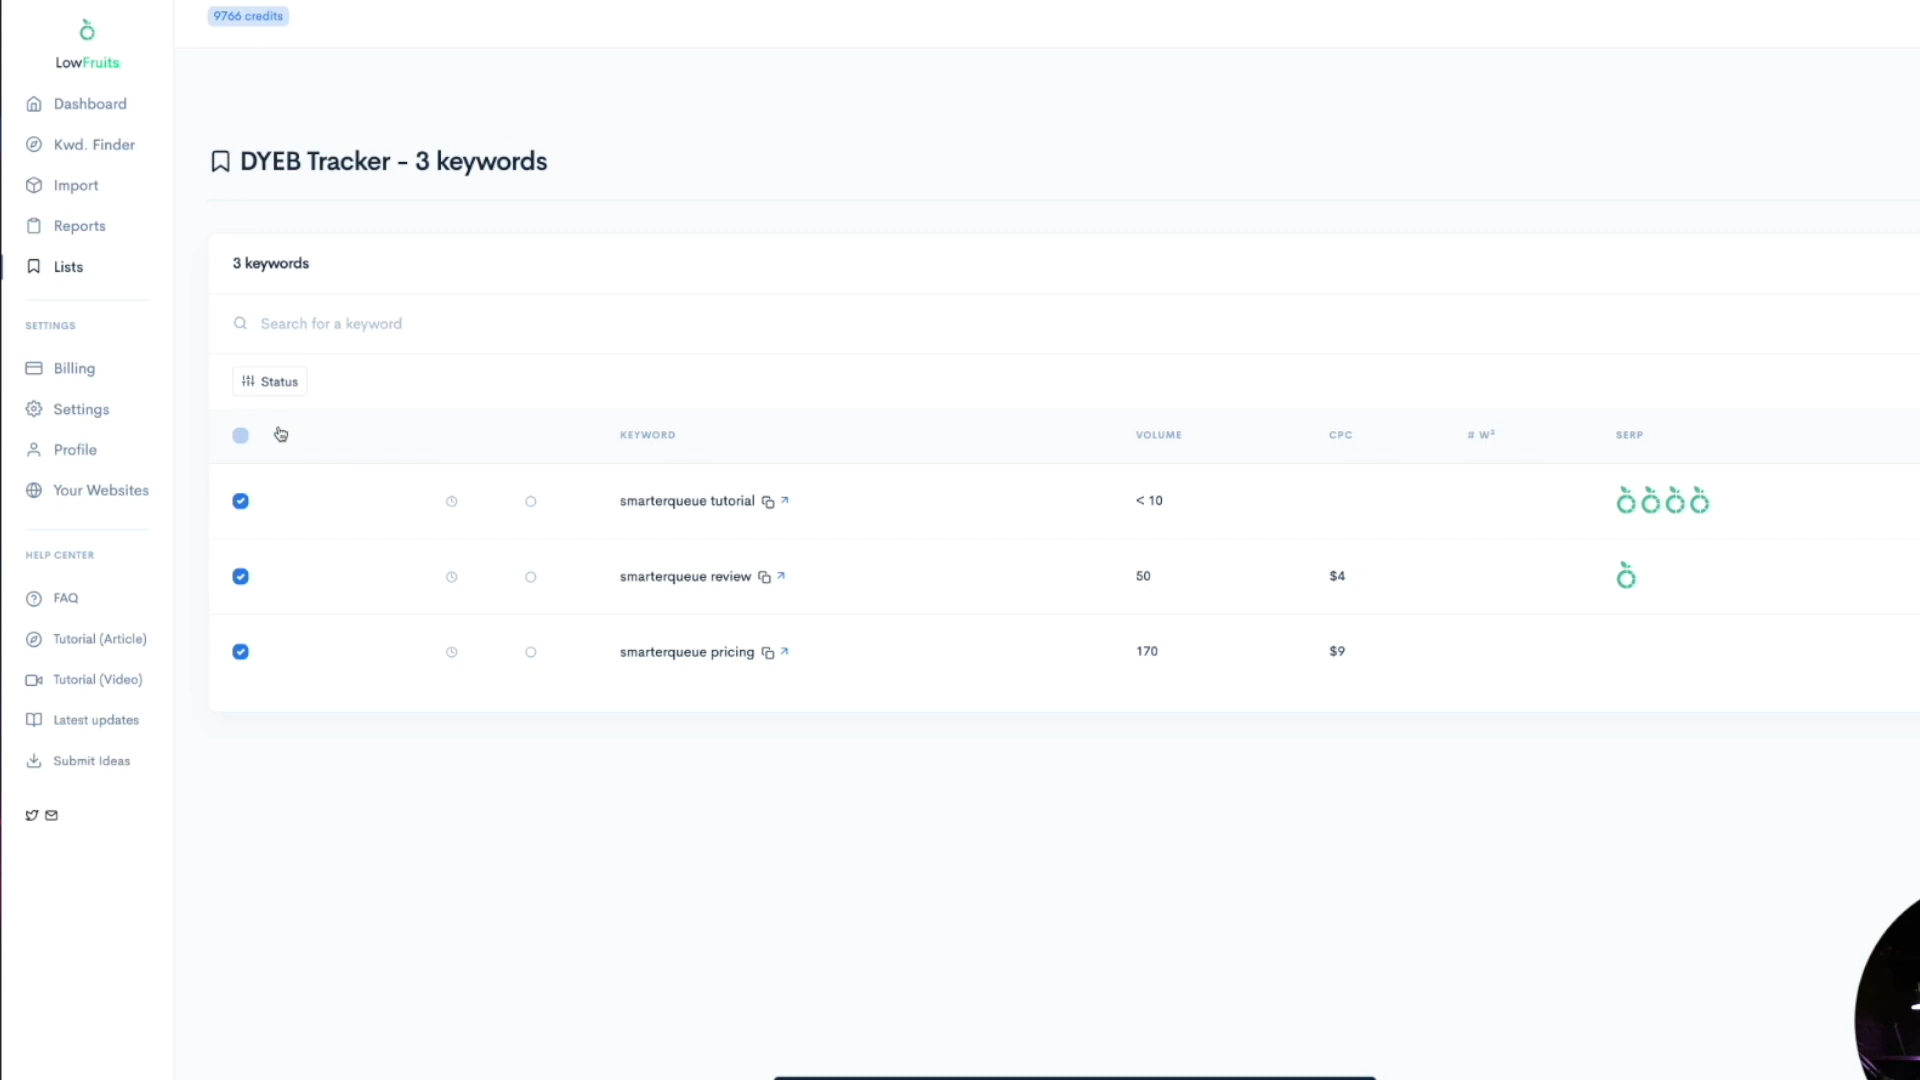 9766 credits
LowFruits
Dashboard
Kwd. Finder
Import
Reports
Lists
SETTINGS
Billing
Settings
Profile
Your Websites
HELP CENTER
FAQ
Tutorial (Article)
Tutorial (Video)
Latest updates
Submit Ideas
DYEB Tracker - 3 keywords
3 keywords
Search for a keyword
Status
KEYWORD VOLUME CPC # W³ SERP
smarterqueue tutorial < 10
smarterqueue review 50 $4
smarterqueue pricing 170 $9